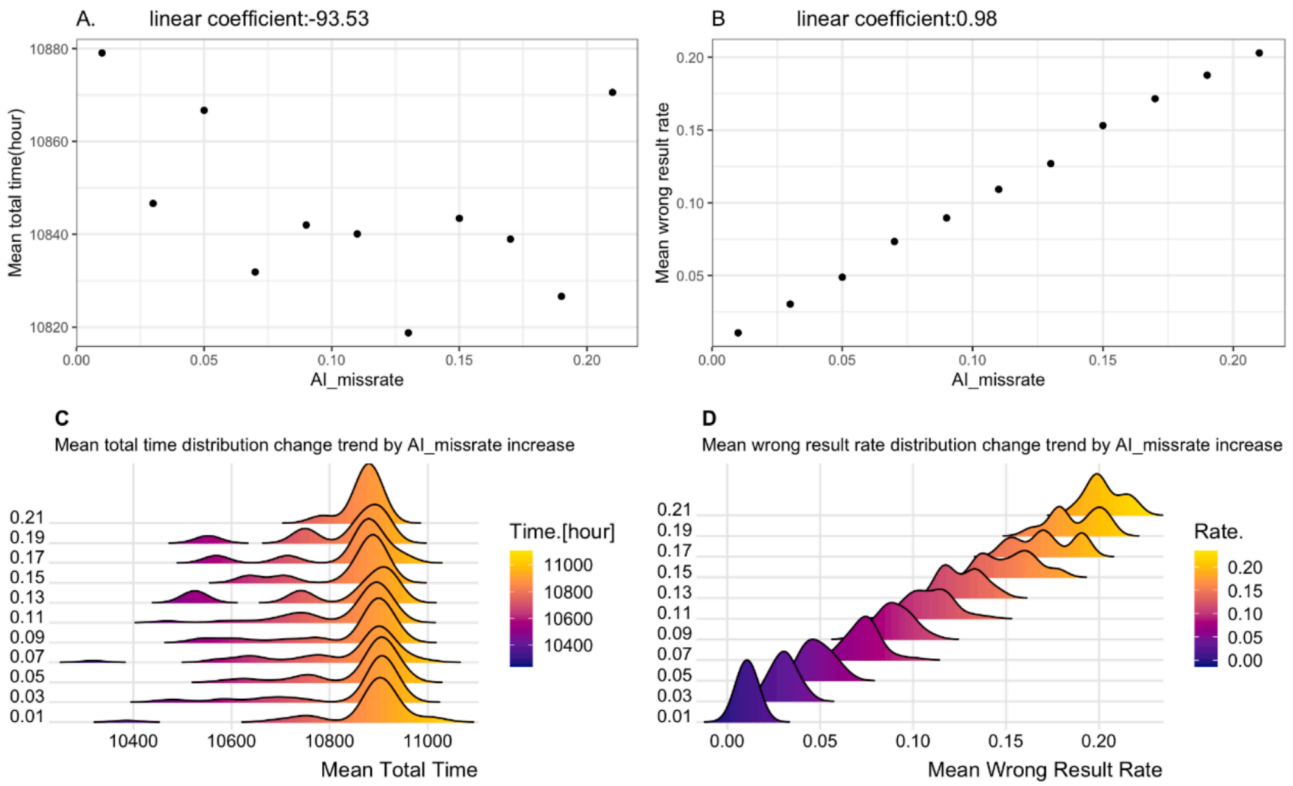 A. linear coefficient:-93.53
10880
10860
10840
10820
Mean total time(hour)
0.00 0.05 0.10 0.15 0.20
AI_missrate
B linear coefficient:0.98
0.20
0.15
0.10
0.05
Mean wrong result rate
0.00 0.05 0.10 0.15 0.20
AI_missrate
C
Mean total time distribution change trend by AI_missrate increase
0.21
0.19
0.17
0.15
0.13
0.11
0.09
0.07
0.05
0.03
0.01
10400 10600 10800 11000
Mean Total Time
Time.[hour]
11000
10800
10600
10400
D
Mean wrong result rate distribution change trend by AI_missrate increase
0.21
0.19
0.17
0.15
0.13
0.11
0.09
0.07
0.05
0.03
0.01
0.00 0.05 0.10 0.15 0.20
Mean Wrong Result Rate
Rate.
0.20
0.15
0.10
0.05
0.00